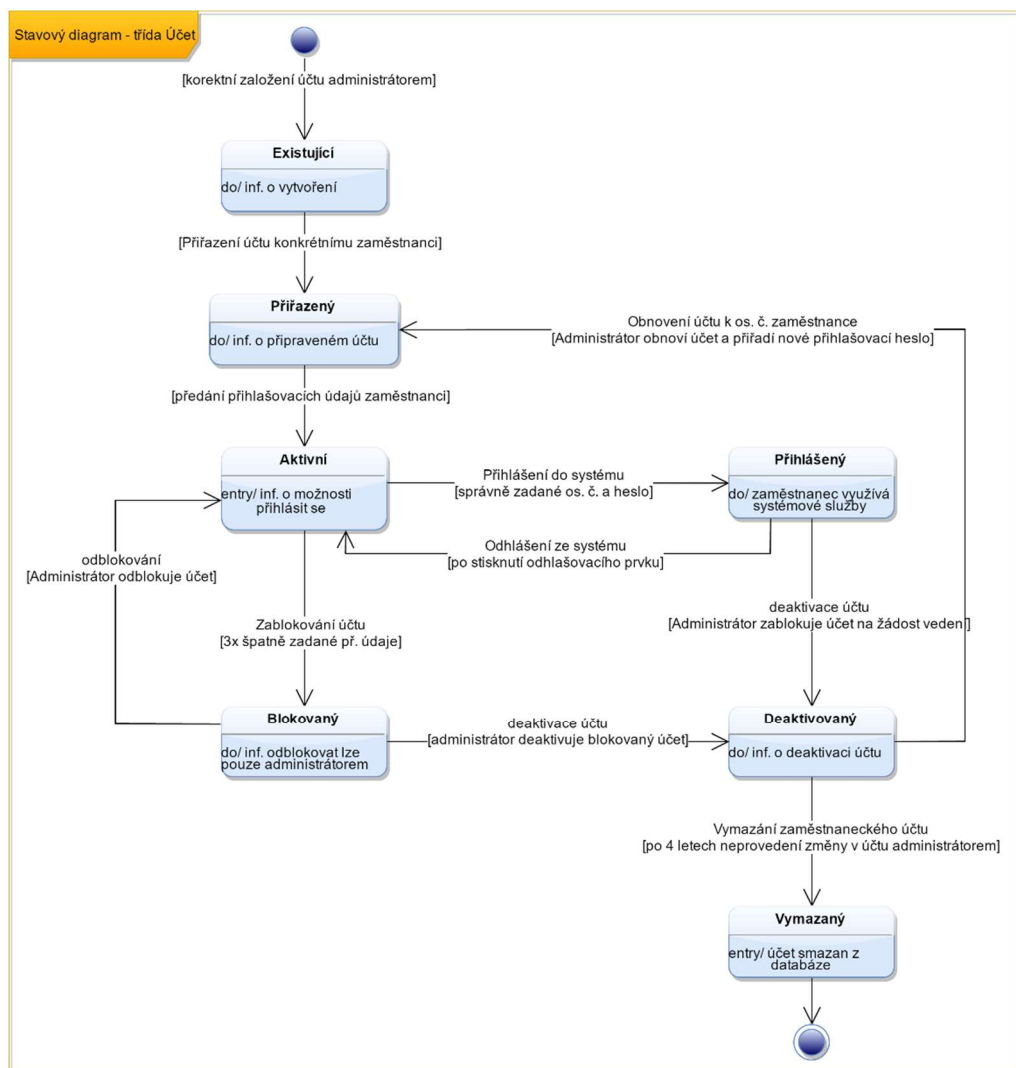 Stavový diagram - třída Účet
[korektní založení účtu administrátorem]
Existující
do/ inf. o vytvoření
[Přiřazení účtu konkrétnímu zaměstnanci]
Přiřazený
do/ inf. o připraveném účtu
Obnovení účtu k os. č. zaměstnance
[Administrátor obnoví účet a přiřadí nové přihlašovací heslo]
[předání přihlašovacích údajů zaměstnanci]
Aktivní
entry/ inf. o možnosti
přihlásit se
Přihlášení do systému
[správně zadané os. č. a heslo]
Přihlášený
do/ zaměstnanec využívá
systémové služby
Odhlášení ze systému
[po stisknutí odhlašovacího prvku]
odblokování
[Administrátor odblokuje účet]
Zablokování účtu
[3x špatně zadané př. údaje]
deaktivace účtu
[Administrátor zablokuje účet na žádost veden ]
Blokovaný
do/ inf. odblokovat lze
pouze administrátorem
deaktivace účtu
[administrátor deaktivuje blokovaný účet]
Deaktivovaný
do/ inf. o deaktivaci účtu
Vymazání zaměstnaneckého účtu
[po 4 letech neprovedení změny v účtu administrátorem]
Vymazaný
entry/ účet smazan z
databáze